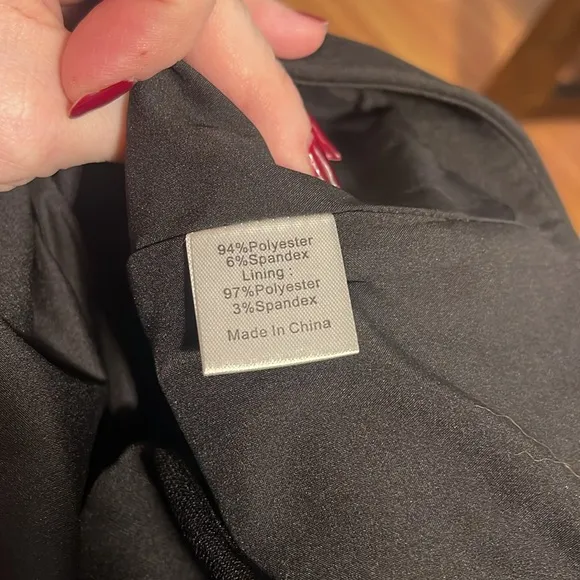 94%Polyester
6%Spandex
Lining :
97%Polyester
3%Spandex
Made In China